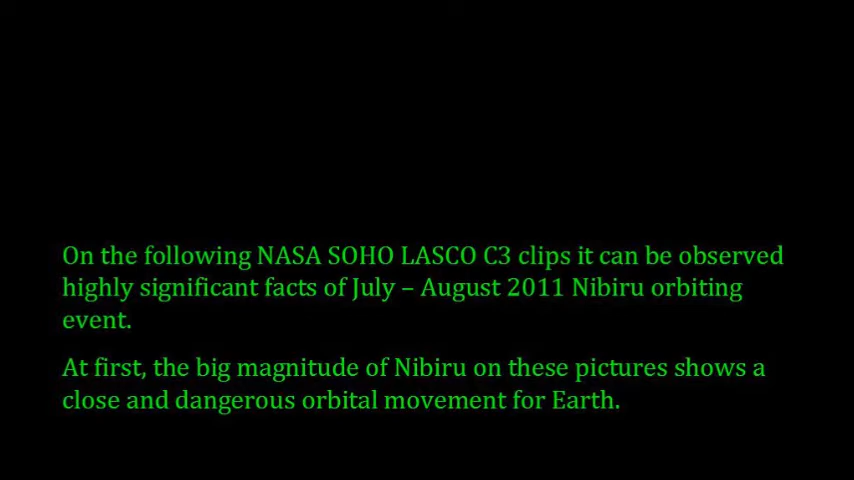 On the following NASA SOHO LASCO C3 clips it can be observed
highly significant facts of July – August 2011 Nibiru orbiting
event.
At first, the big magnitude of Nibiru on these pictures shows a
close and dangerous orbital movement for Earth.